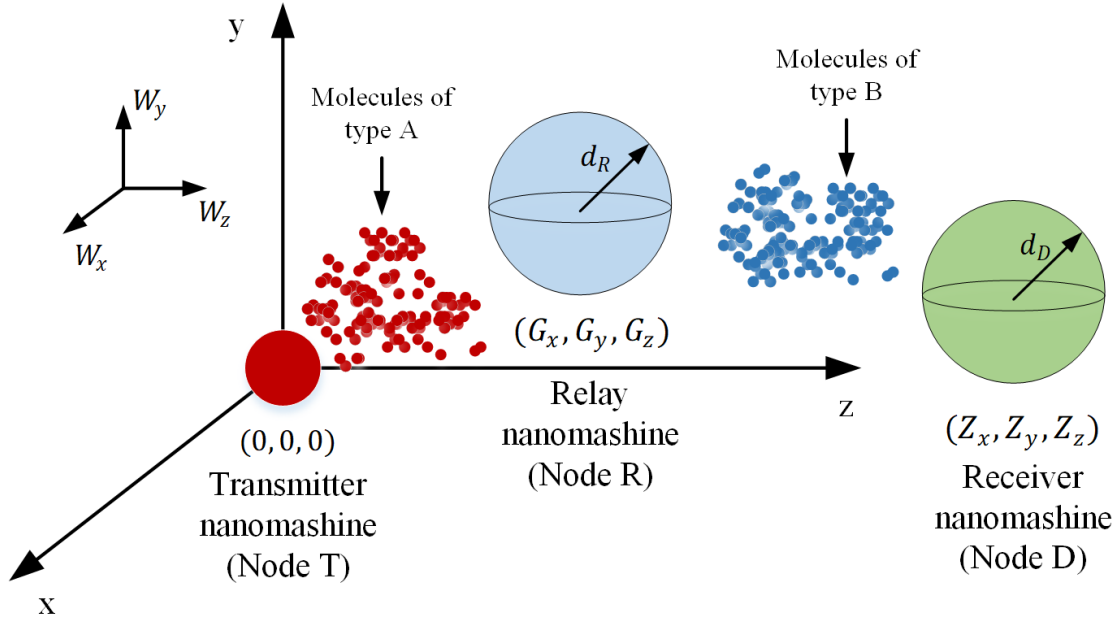 y
W_y
W_z
W_x
Molecules of
type A
d_R
Molecules of
type B
d_D
(G_x, G_y, G_z)
z
(0, 0, 0)
Transmitter
nanomashine
(Node T)
Relay
nanomashine
(Node R)
(Z_x, Z_y, Z_z)
Receiver
nanomashine
(Node D)
x